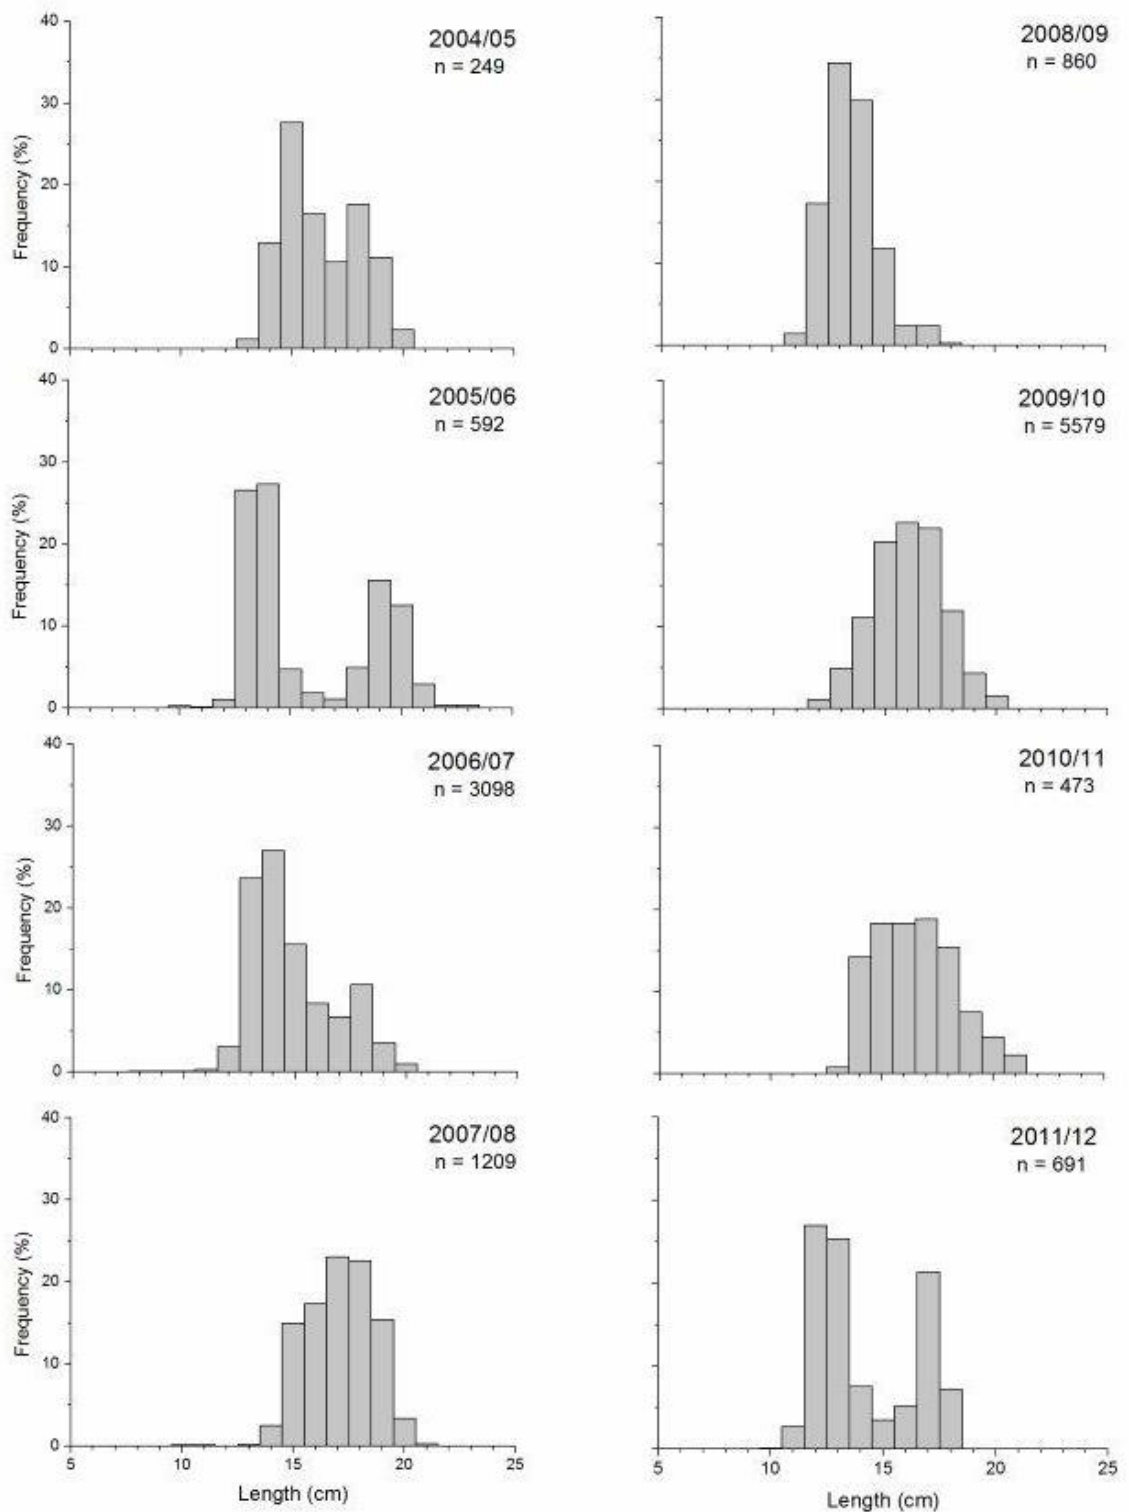 40
30
20
10
0
Frequency (%)
2004/05
n = 249
2008/09
n = 860
40
30
20
10
0
Frequency (%)
2005/06
n = 592
2009/10
n = 5579
40
30
20
10
0
Frequency (%)
2006/07
n = 3098
2010/11
n = 473
40
30
20
10
0
Frequency (%)
2007/08
n = 1209
5 10 15 20 25
Length (cm)
2011/12
n = 691
5 10 15 20 25
Length (cm)